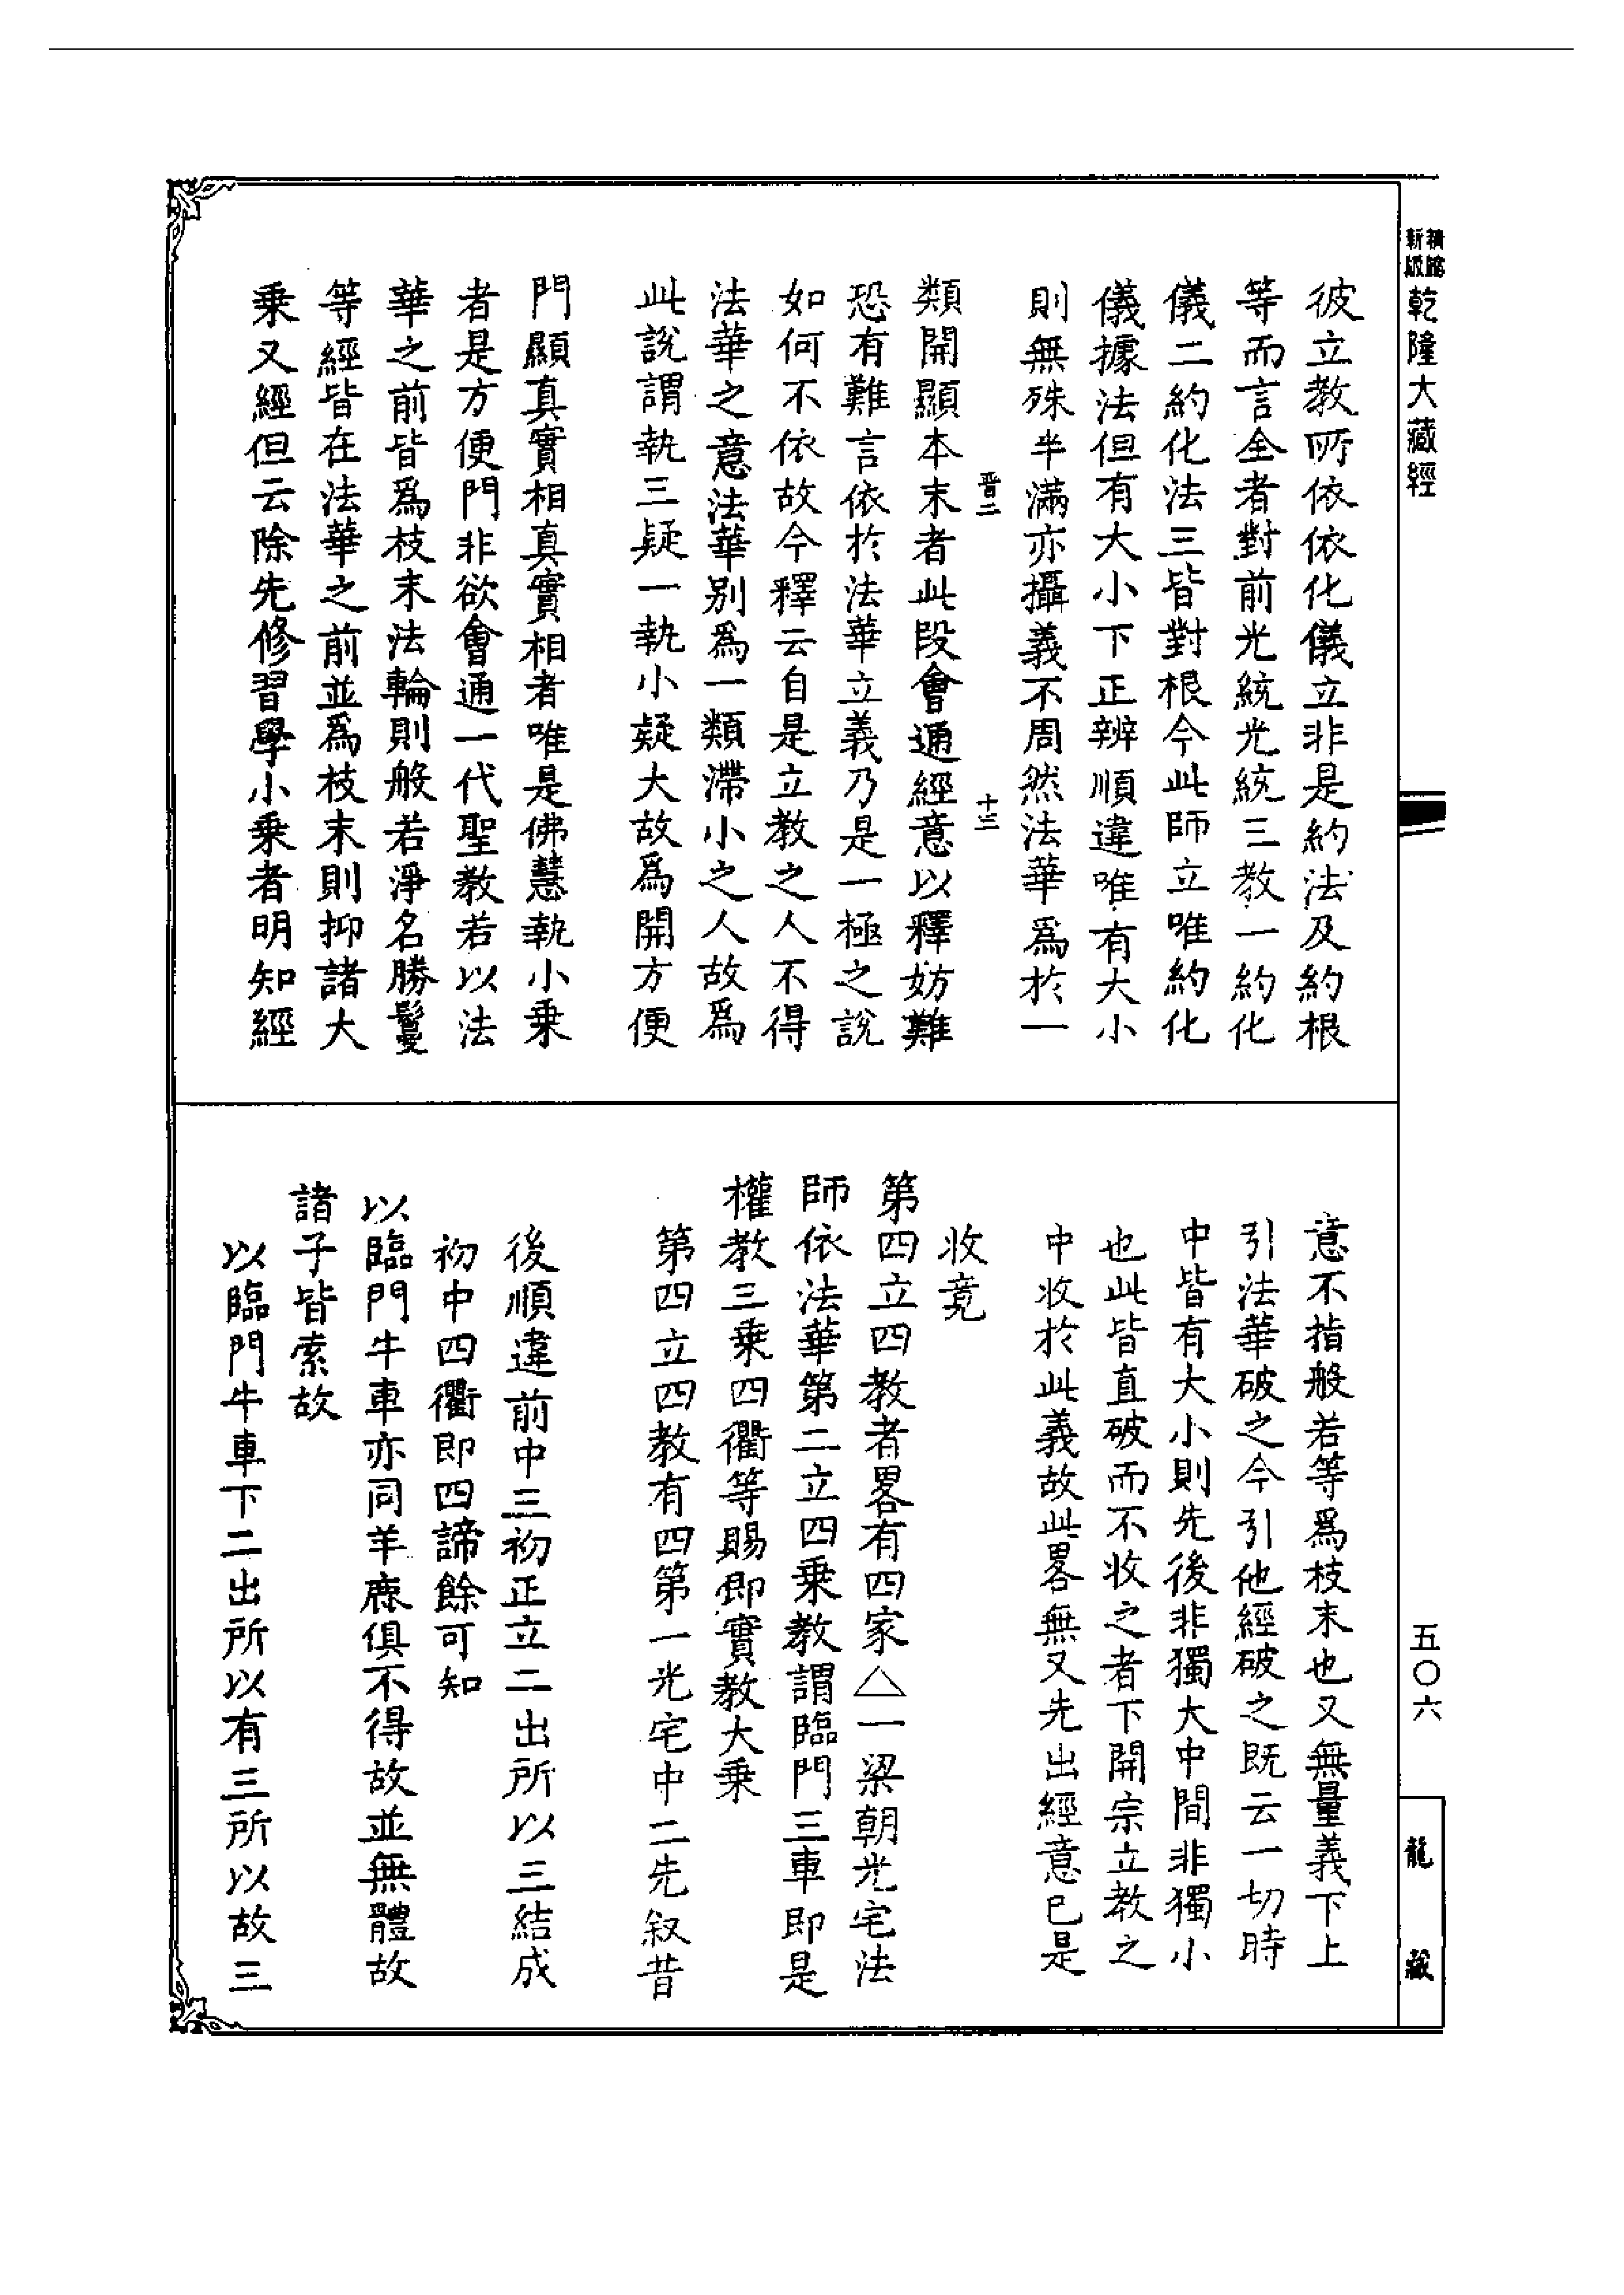 乾隆大藏經
彼立教所依依化儀立非是約法及約根
等而言全者對前光統光統三教一約化
儀二約化法三皆對根今此師立唯約化
儀據法但有大小下正辨順違唯有大小
則無殊半滿亦攝義不周然法華爲於一
晋二 十三
類開顯本末者此段會通經意以釋妨難
恐有難言依於法華立義乃是一極之說
如何不依故今釋云自是立教之人不得
法華之意法華別爲一類滯小之人故爲
此說謂執三疑一執小疑大故爲開方便
門顯真實相真實相者唯是佛慧執小乗
者是方便門非欲會通一代聖教若以法
華之前皆爲枝末法輪則般若淨名勝鬘
等經皆在法華之前並爲枝末則抑諸大
乗又經但云除先修習學小乗者明知經
意不指般若等爲枝末也又無量義下上
引法華破之今引他經破之既云一切時
中皆有大小則先後非獨大中間非獨小
也此皆直破而不收之者下開宗立教之
中收於此義故此畧無又先出經意已是
收竟
第四立四教者畧有四家△一梁朝光宅法
師依法華第二立四乗教謂臨門三車即是
權教三乗四衢等賜即實教大乗
第四立四教有四第一光宅中二先叙昔
後順違前中三初正立二出所以三結成
初中四衢即四諦餘可知
以臨門牛車亦同羊鹿俱不得故並無體故
諸子皆索故
以臨門牛車下二出所以有三所以故三
五〇六
龍藏